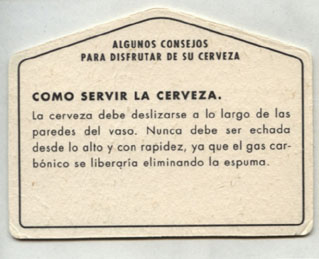 ALGUNOS CONSEJOS
PARA DISFRUTAR DE SU CERVEZA
COMO SERVIR LA CERVEZA.
La cerveza debe deslizarse a lo largo de las
paredes del vaso. Nunca debe ser echada
desde lo alto y con rapidez, ya que el gas car-
bónico se liberaría eliminando la espuma.